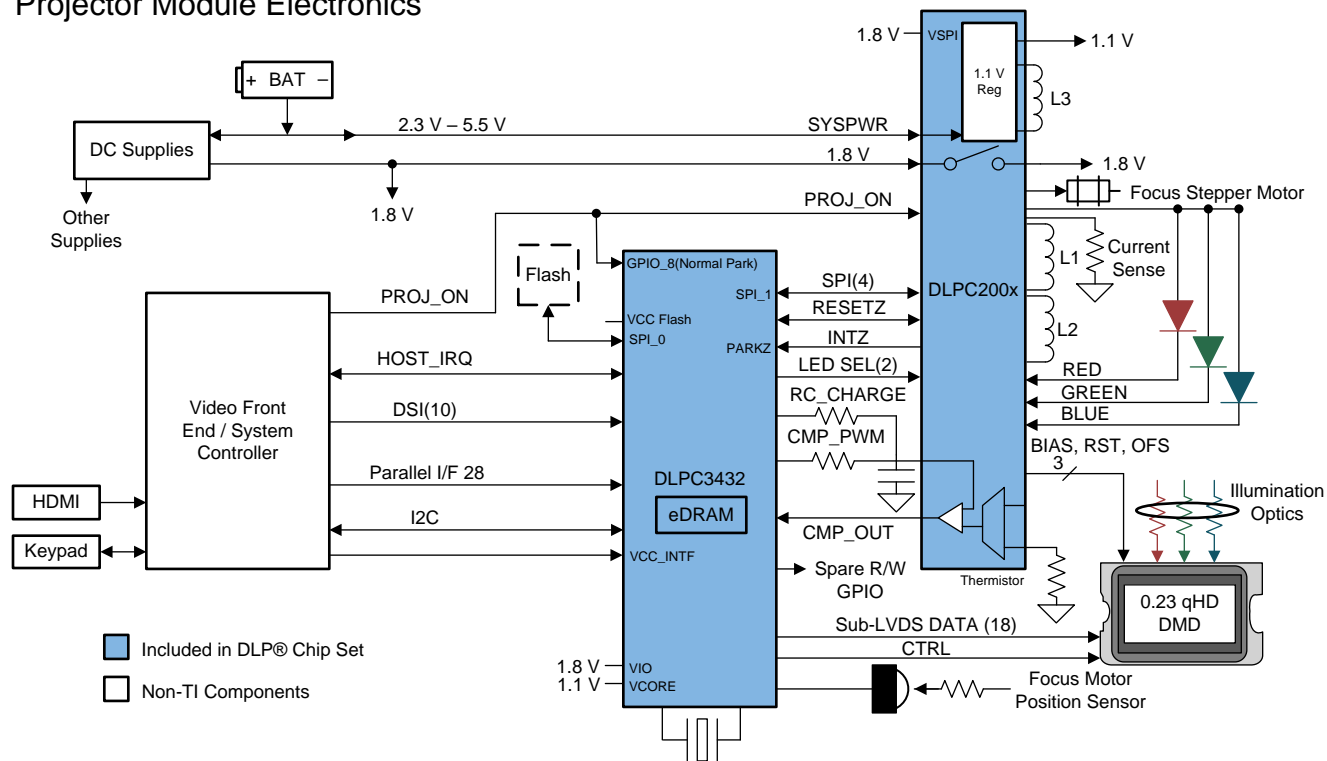 Projector Module Electronics
1.8 V
VSPI
1.1 V
1.1 V
Reg
L3
+ BAT –
2.3 V – 5.5 V
SYSPWR
DC Supplies
1.8 V
1.8 V
1.8 V
Other
Supplies
PROJ_ON
Focus Stepper Motor
Current
Sense
L1
L2
DLPC200x
Flash
GPIO_8(Normal Park)
SPI_1
SPI(4)
PROJ_ON
RESETZ
VCC Flash
SPI_0
PARKZ
INTZ
HOST_IRQ
LED SEL(2)
RED
GREEN
BLUE
RC_CHARGE
Video Front
End / System
Controller
DSI(10)
CMP_PWM
BIAS, RST, OFS
3
Parallel I/F 28
DLPC3432
eDRAM
Illumination
Optics
HDMI
I2C
CMP_OUT
Keypad
VCC_INTF
Spare R/W
GPIO
Thermistor
0.23 qHD
DMD
Sub-LVDS DATA (18)
CTRL
Included in DLP® Chip Set
Non-TI Components
1.8 V
VIO
1.1 V
VCORE
Focus Motor
Position Sensor